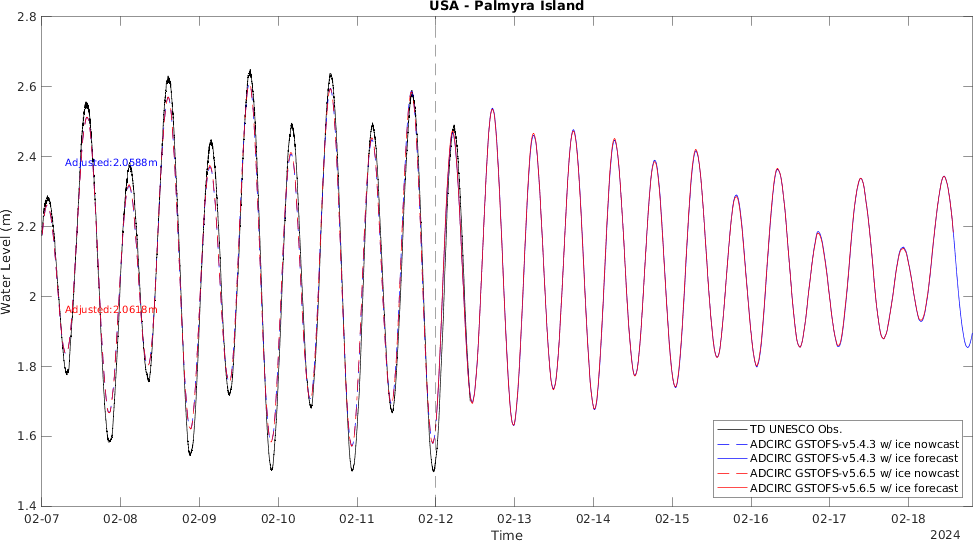 USA - Palmyra Island
2.8
2.6
2.4
2.2
2
1.8
1.6
1.4
Water Level (m)
Adjusted:2.0588m
Adjusted:2.0618m
TD UNESCO Obs.
ADCIRC GSTOFS-v5.4.3 w/ ice nowcast
ADCIRC GSTOFS-v5.4.3 w/ ice forecast
ADCIRC GSTOFS-v5.6.5 w/ ice nowcast
ADCIRC GSTOFS-v5.6.5 w/ ice forecast
02-07 02-08 02-09 02-10 02-11 02-12 02-13 02-14 02-15 02-16 02-17 02-18
Time
2024